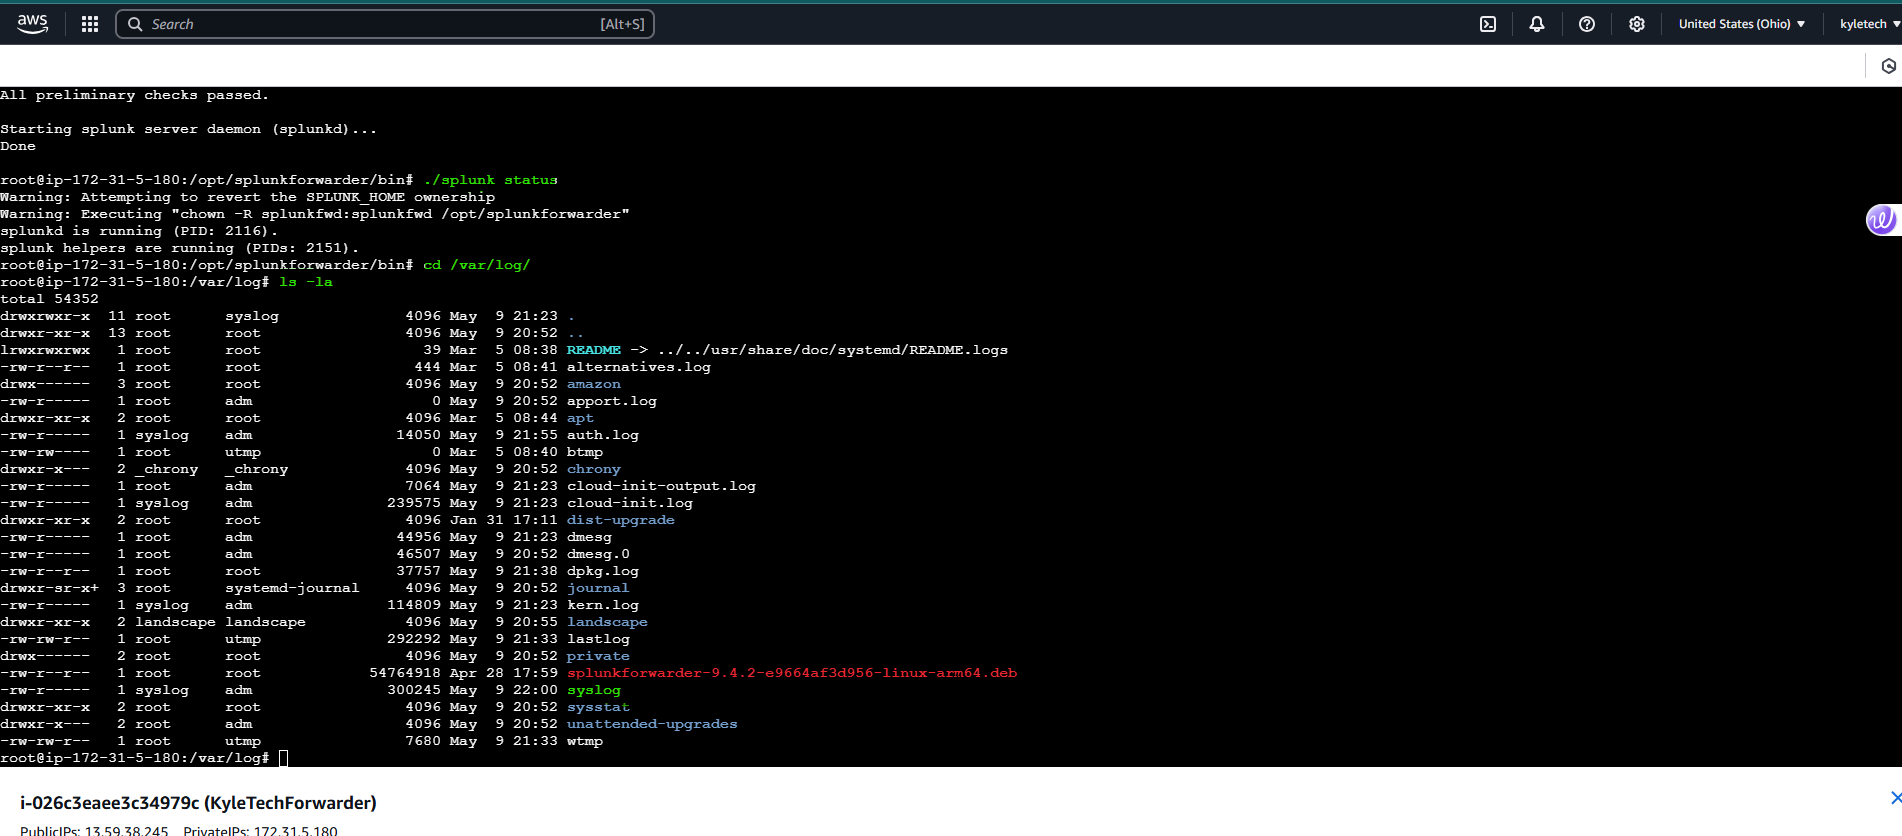 aws Search [Alt+S] United States (Ohio) kyletech
All preliminary checks passed.
Starting splunk server daemon (splunkd)...
Done
root@ip-172-31-5-180:/opt/splunkforwarder/bin# ./splunk status
Warning: Attempting to revert the SPLUNK_HOME ownership
Warning: Executing "chown -R splunkfwd:splunkfwd /opt/splunkforwarder"
splunkd is running (PID: 2116).
splunk helpers are running (PIDs: 2151).
root@ip-172-31-5-180:/opt/splunkforwarder/bin# cd /var/log/
root@ip-172-31-5-180:/var/log# ls -la
total 54352
drwxrwxr-x 11 root syslog 4096 May 9 21:23 .
drwxr-xr-x 13 root root 4096 May 9 20:52 ..
lrwxrwxrwx 1 root root 39 Mar 5 08:38 README -> ../../usr/share/doc/systemd/README.logs
-rw-r--r-- 1 root root 444 Mar 5 08:41 alternatives.log
drwx------ 3 root root 4096 May 9 20:52 amazon
-rw-r----- 1 root adm 0 May 9 20:52 apport.log
drwxr-xr-x 2 root root 4096 Mar 5 08:44 apt
-rw-r----- 1 syslog adm 14050 May 9 21:55 auth.log
-rw-rw---- 1 root utmp 0 Mar 5 08:40 btmp
drwxr-x--- 2 _chrony _chrony 4096 May 9 20:52 chrony
-rw-r----- 1 root adm 7064 May 9 21:23 cloud-init-output.log
-rw-r----- 1 syslog adm 239575 May 9 21:23 cloud-init.log
drwxr-xr-x 2 root root 4096 Jan 31 17:11 dist-upgrade
-rw-r----- 1 root adm 44956 May 9 21:23 dmesg
-rw-r----- 1 root adm 46507 May 9 20:52 dmesg.0
-rw-r--r-- 1 root root 37757 May 9 21:38 dpkg.log
drwxr-sr-x+ 3 root systemd-journal 4096 May 9 20:52 journal
-rw-r----- 1 syslog adm 114809 May 9 21:23 kern.log
drwxr-xr-x 2 landscape landscape 4096 May 9 20:55 landscape
-rw-rw-r-- 1 root utmp 292292 May 9 21:33 lastlog
drwx------ 2 root root 4096 May 9 20:52 private
-rw-r--r-- 1 root root 54764918 Apr 28 17:59 splunkforwarder-9.4.2-e9664af3d956-linux-arm64.deb
-rw-r----- 1 syslog adm 300245 May 9 22:00 syslog
drwxr-xr-x 2 root root 4096 May 9 20:52 sysstat
drwxr-x--- 2 root adm 4096 May 9 20:52 unattended-upgrades
-rw-rw-r-- 1 root utmp 7680 May 9 21:33 wtmp
root@ip-172-31-5-180:/var/log#
i-026c3eaee3c34979c (KyleTechForwarder)
PublicIPs: 13.59.38.245 PrivateIPs: 172.31.5.180